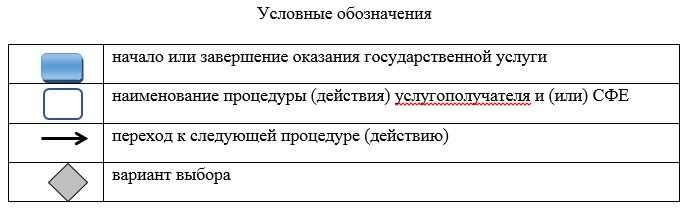 Условные обозначения
начало или завершение оказания государственной услуги
наименование процедуры (действия) услугополучателя и (или) СФЕ
переход к следующей процедуре (действию)
вариант выбора